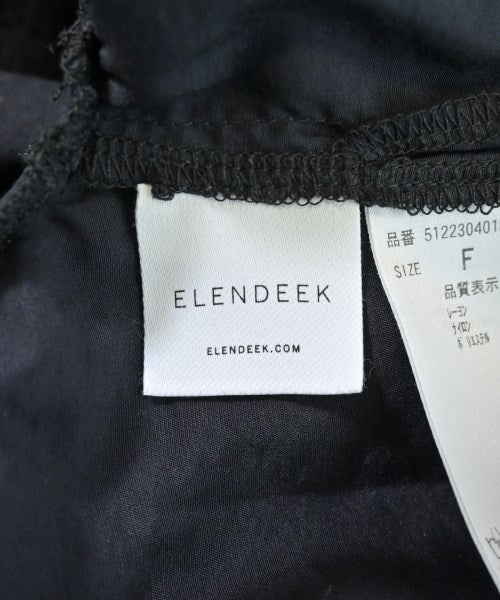 ELENDEEK
ELENDEEK.COM
品番 512230401
SIZE F
品質表示
レーヨン
ナイロン
ポリエステル